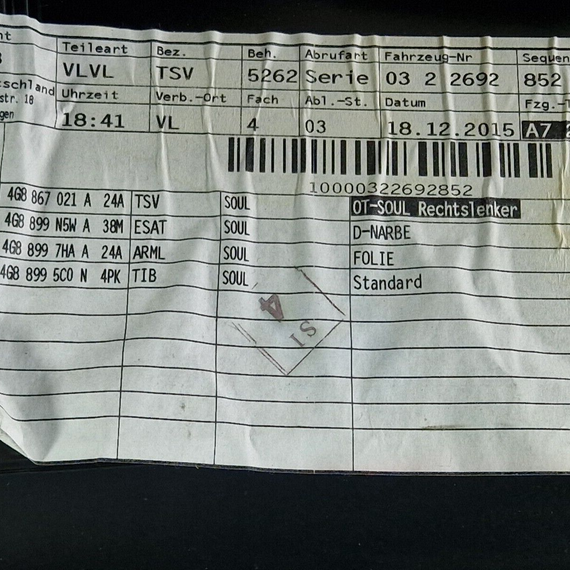 nt Teileart Bez. Beh. Abrufart Fahrzeug-Nr Sequen
VLVL TSV 5262 Serie 03 2 2692 852
tschland Uhrzeit Verb.-Ort Fach Abl.-St. Datum Fzg.-T
str. 18
gen 18:41 VL 4 03 18.12.2015 A7
10000322692852
4G8 867 021 A 24A TSV SOUL OT-SOUL Rechtslenker
4G8 899 N5W A 38M ESAT SOUL D-NARBE
4G8 899 7HA A 24A ARML SOUL FOLIE
4G8 899 5C0 N 4PK TIB SOUL Standard
4
SI